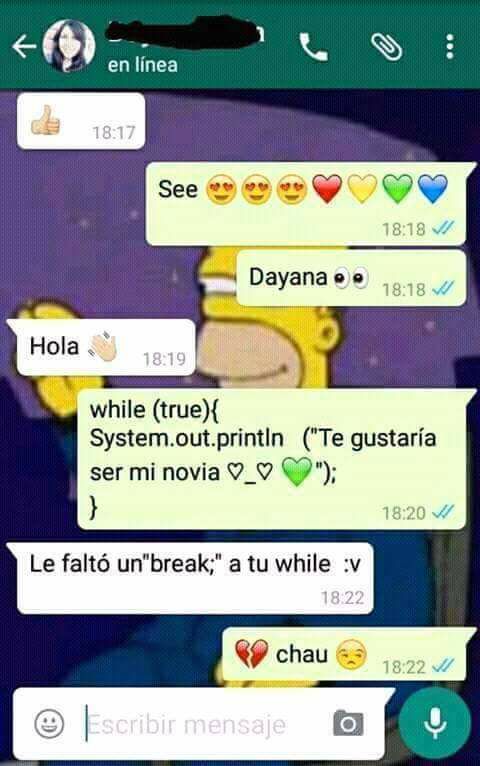 en línea
18:17
See 😍😍😍❤💛💚💙
18:18
Dayana 👀
18:18
Hola 👋🏻
18:19
while (true){
System.out.println ("Te gustaría
ser mi novia ♡_♡ 💚");
}
18:20
Le faltó un"break;" a tu while :v
18:22
💔 chau 😒
18:22
Escribir mensaje